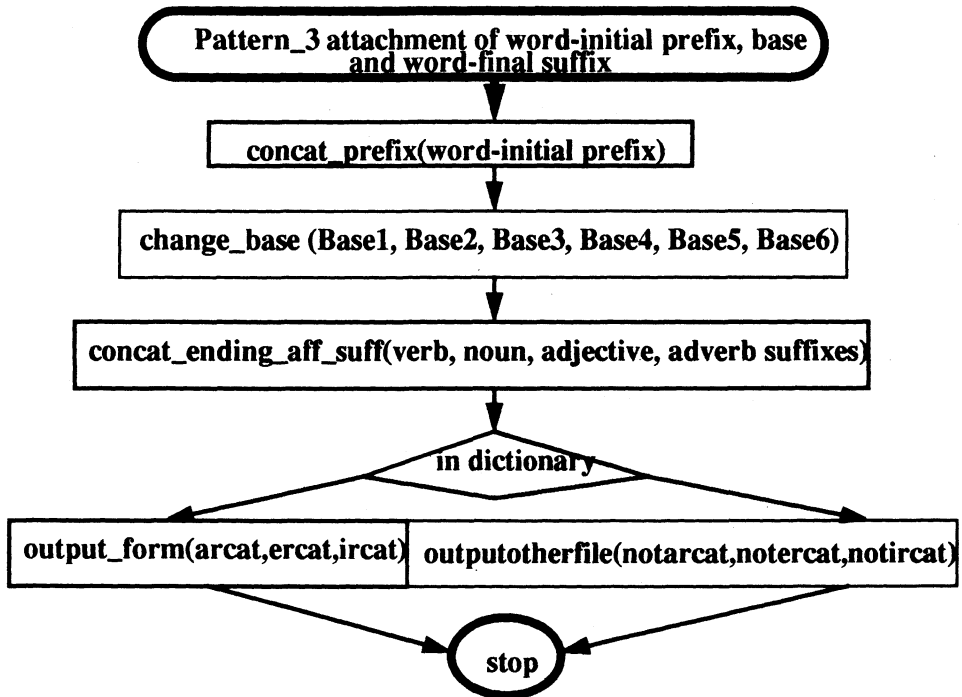 Pattern_3 attachment of word-initial prefix, base
and word-final suffix
concat_prefix(word-initial prefix)
change_base (Base1, Base2, Base3, Base4, Base5, Base6)
concat_ending_aff_suff(verb, noun, adjective, adverb suffixes)
in dictionary
output_form(arcat,ercat,ircat)
outputotherfile(notarcat,notercat,notircat)
stop